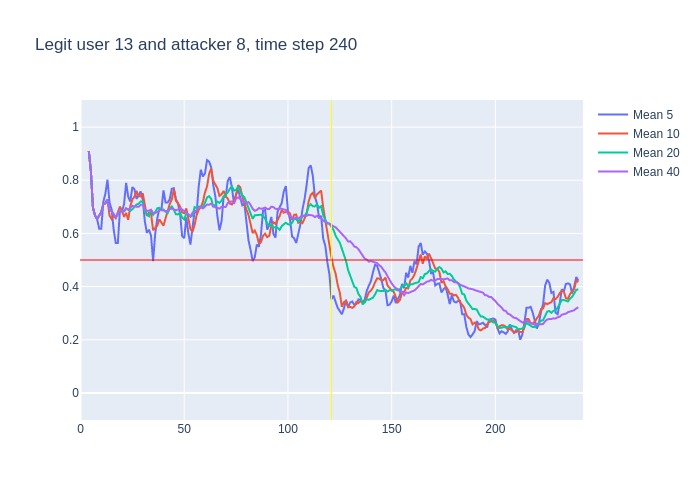 Legit user 13 and attacker 8, time step 240
Mean 5
Mean 10
Mean 20
Mean 40
1
0.8
0.6
0.4
0.2
0
0 50 100 150 200